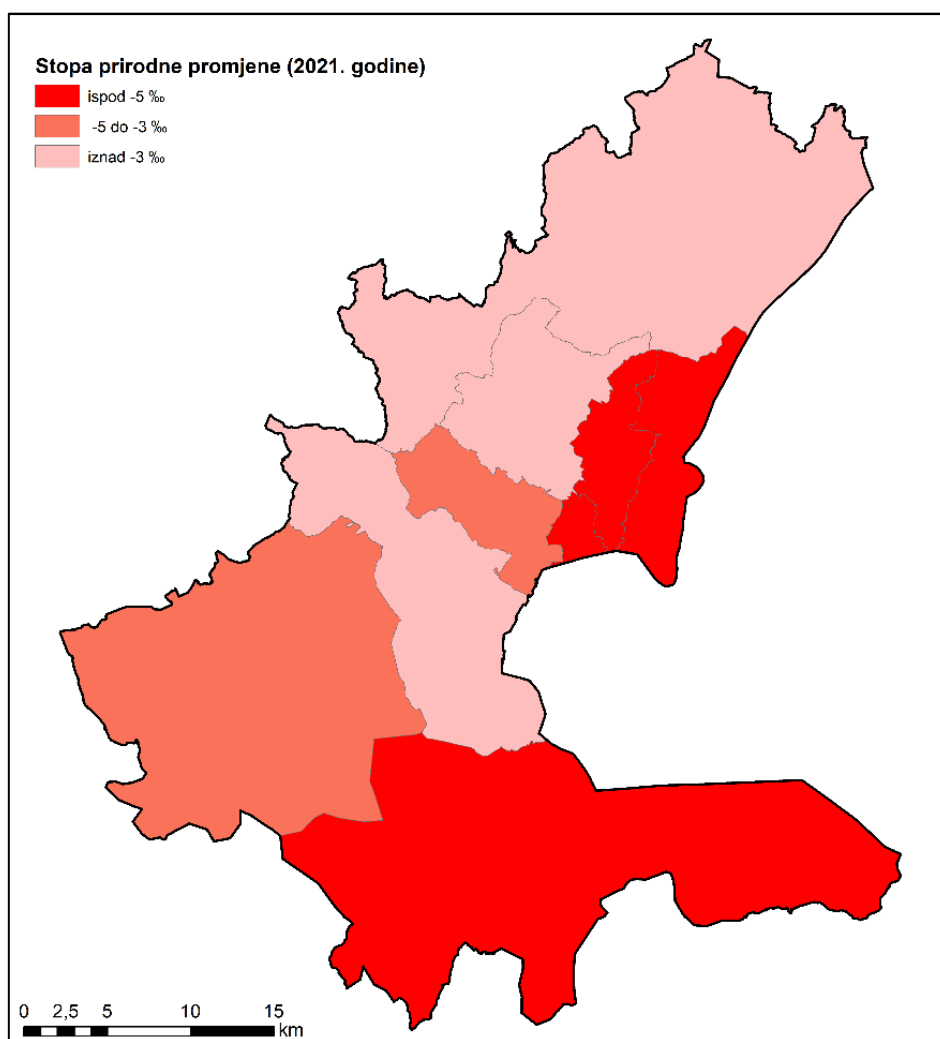 Stopa prirodne promjene (2021. godine)
ispod -5 ‰
-5 do -3 ‰
iznad -3 ‰
0 2,5 5 10 15
km